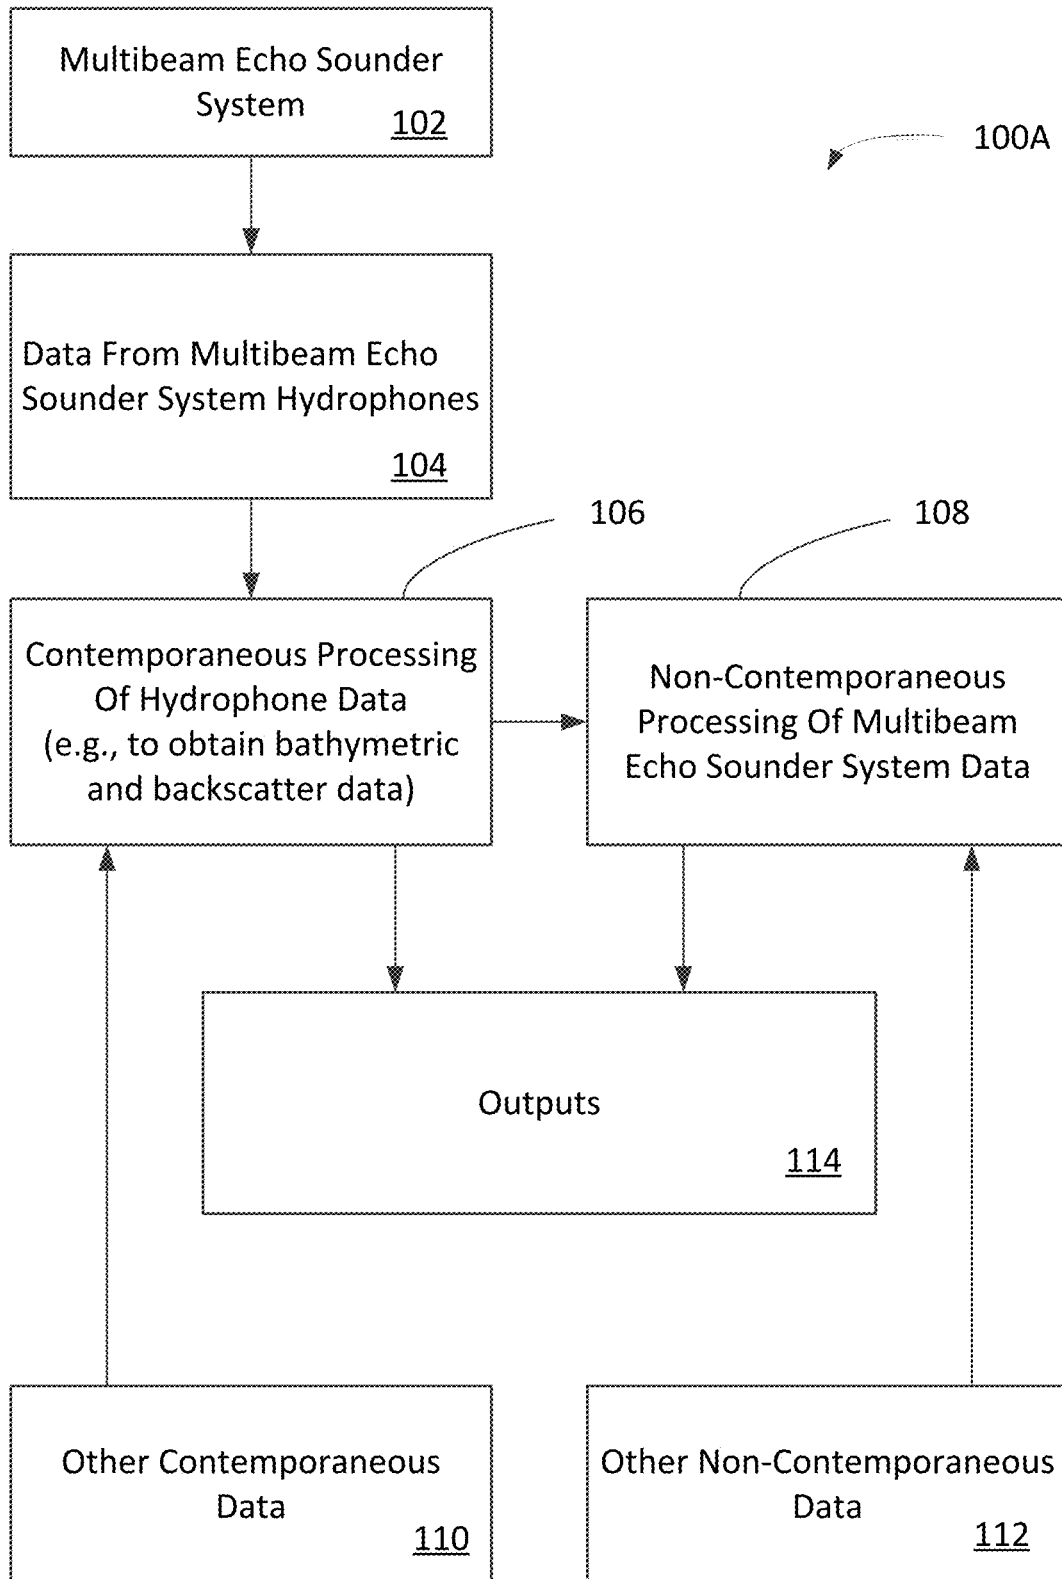 Multibeam Echo Sounder
System
102
100A
Data From Multibeam Echo
Sounder System Hydrophones
104
106
108
Contemporaneous Processing
Of Hydrophone Data
(e.g., to obtain bathymetric
and backscatter data)
Non-Contemporaneous
Processing Of Multibeam
Echo Sounder System Data
Outputs
114
Other Contemporaneous
Data
110
Other Non-Contemporaneous
Data
112